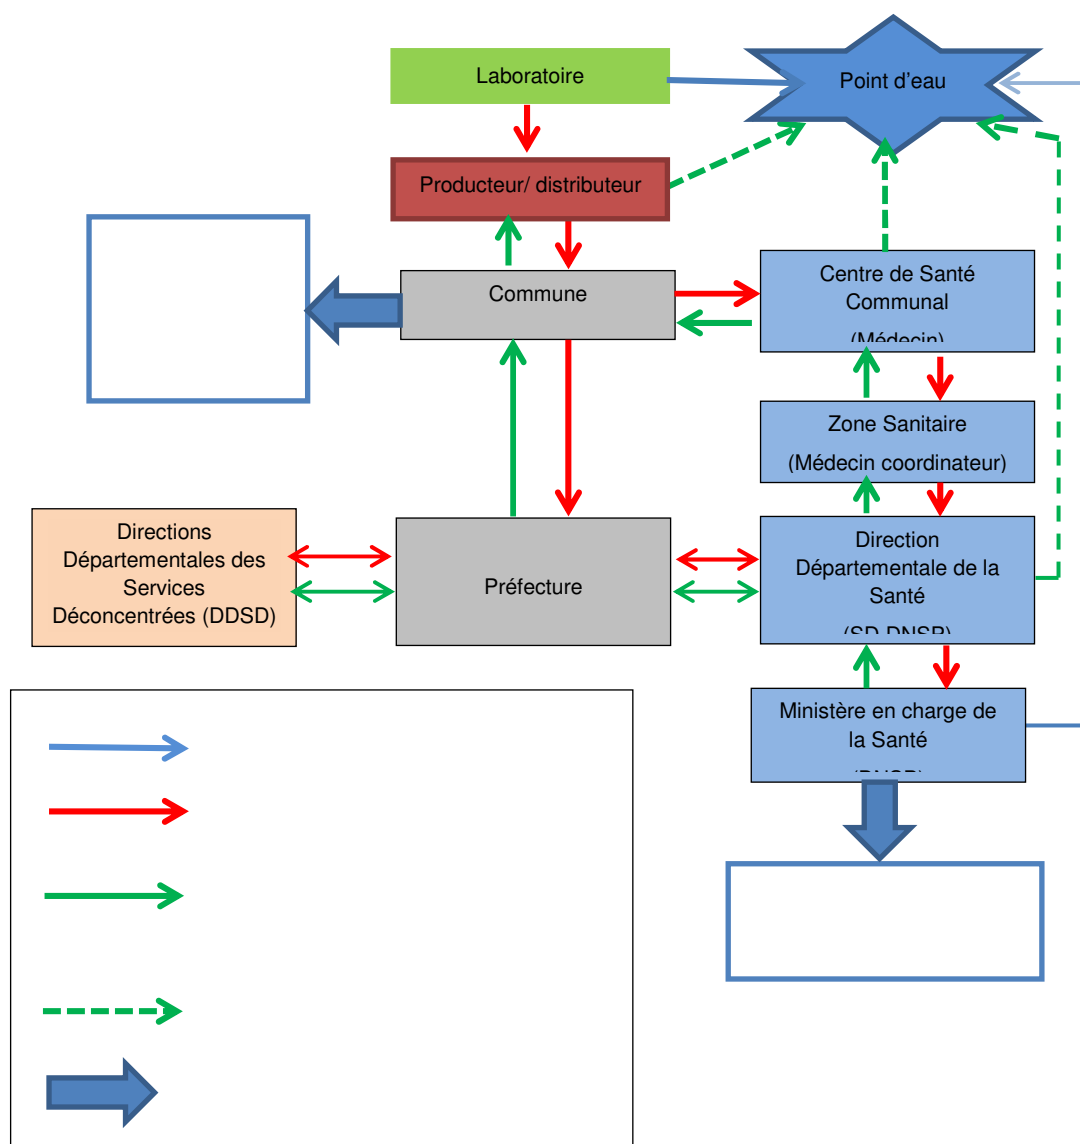 Laboratoire
Point d'eau
Producteur/ distributeur
Commune
Centre de Santé
Communal
(Médecin)
Zone Sanitaire
(Médecin coordinateur)
Directions
Départementales des
Services
Déconcentrées (DDSD)
Préfecture
Direction
Départementale de la
Santé
Ministère en charge de
la Santé